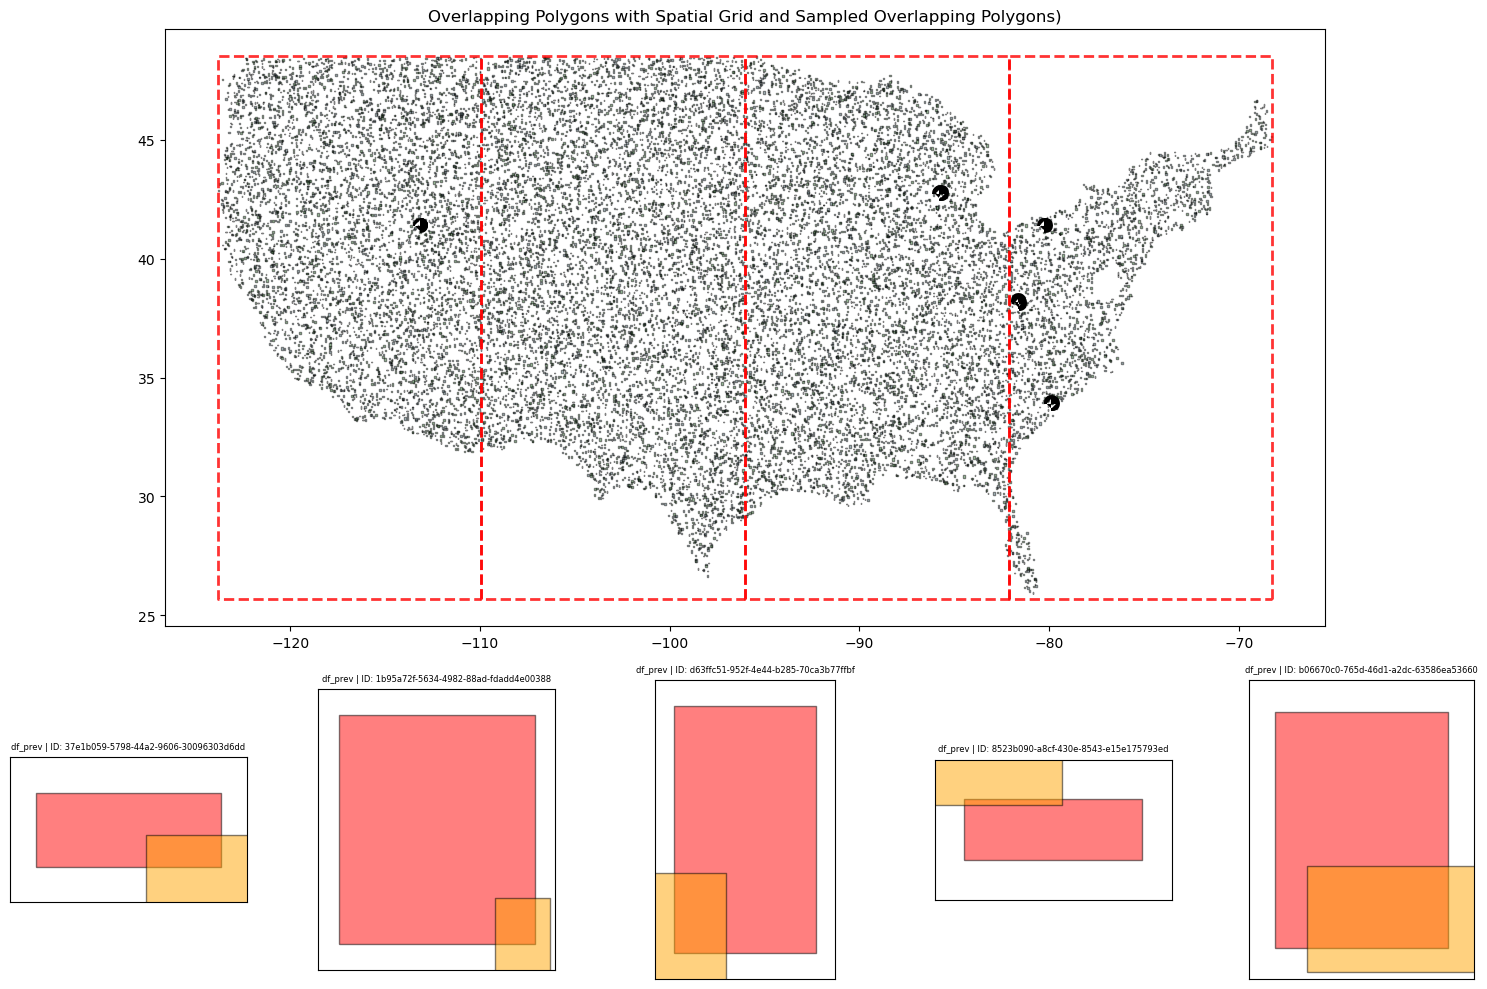 Overlapping Polygons with Spatial Grid and Sampled Overlapping Polygons)
45
40
35
30
25
−120
−110
−100
−90
−80
−70
df_prev | ID: 37e1b059-5798-44a2-9606-30096303d6dd
df_prev | ID: 1b95a72f-5634-4982-88ad-fdadd4e00388
df_prev | ID: d63ffc51-952f-4e44-b285-70ca3b77ffbf
df_prev | ID: 8523b090-a8cf-430e-8543-e15e175793ed
df_prev | ID: b06670c0-765d-46d1-a2dc-63586ea53660